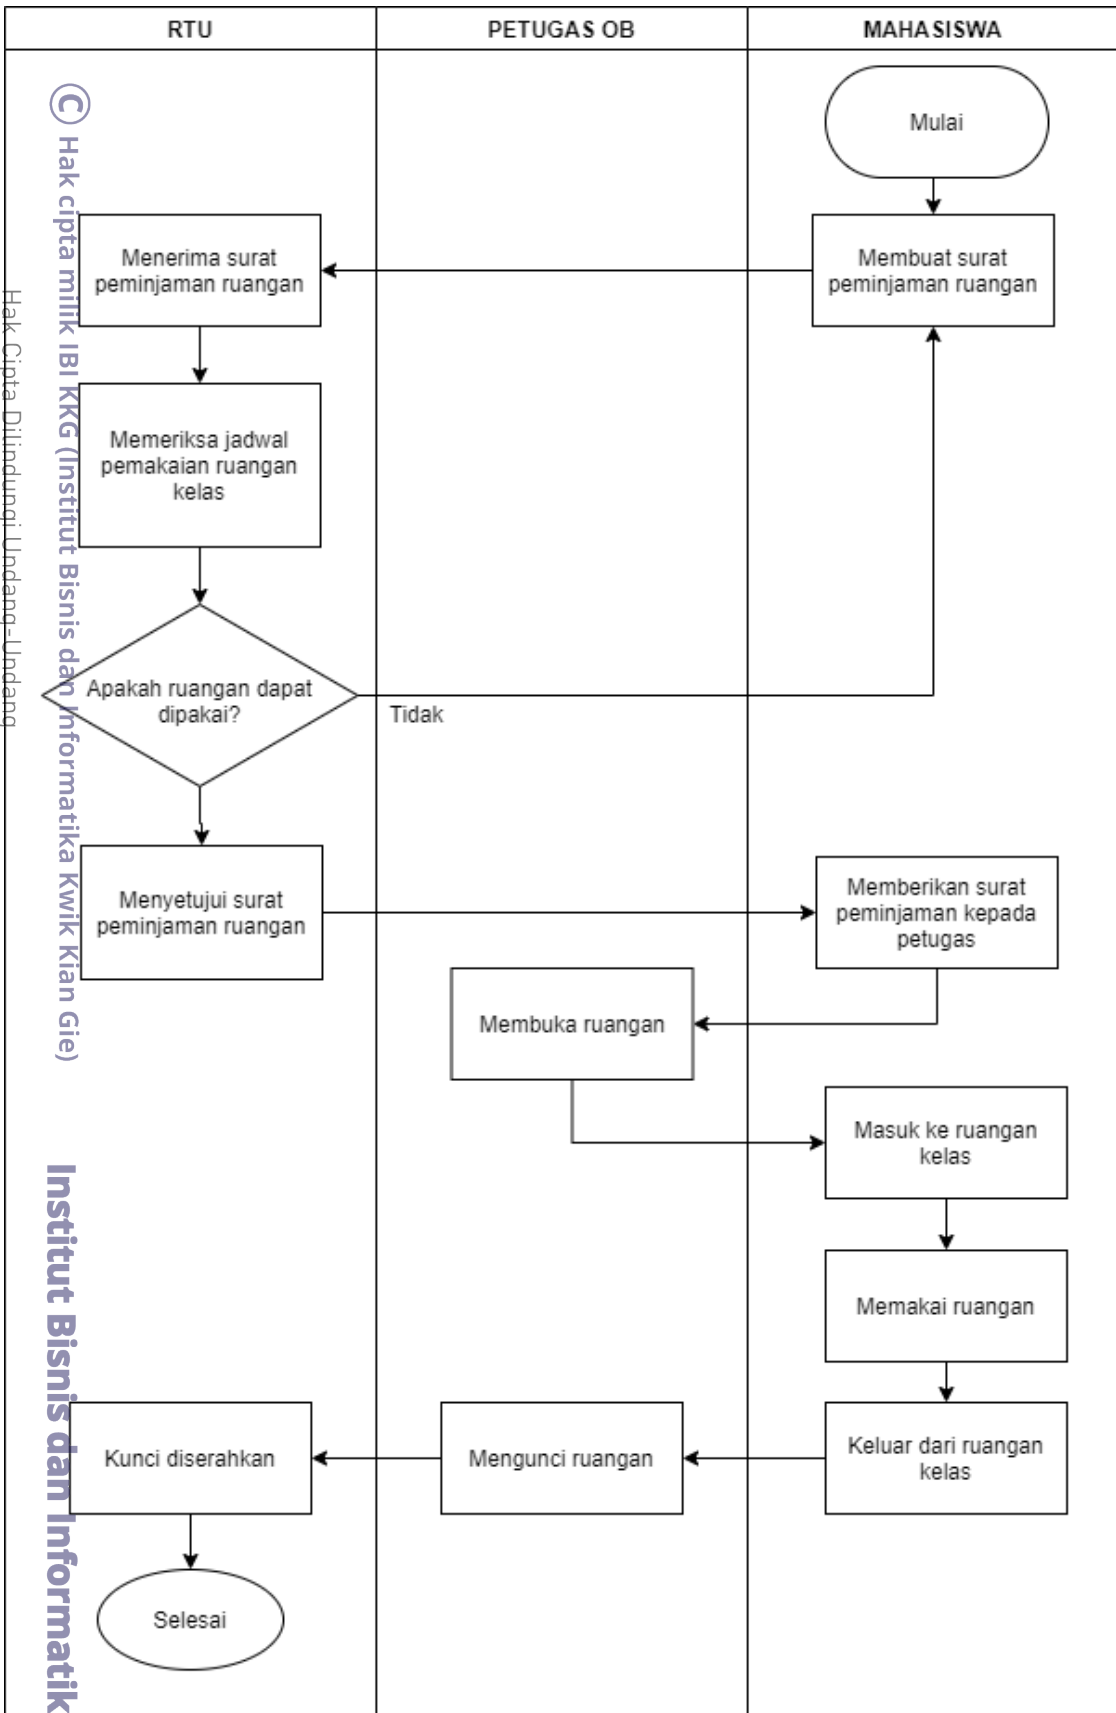 RTU
PETUGAS OB
MAHASISWA
Mulai
Membuat surat
peminjaman ruangan
Menerima surat
peminjaman ruangan
Memeriksa jadwal
pemakaian ruangan
kelas
Apakah ruangan dapat
dipakai?
Tidak
Menyetujui surat
peminjaman ruangan
Memberikan surat
peminjaman kepada
petugas
Membuka ruangan
Masuk ke ruangan
kelas
Memakai ruangan
Keluar dari ruangan
kelas
Mengunci ruangan
Kunci diserahkan
Selesai
© Hak cipta milik IBI KKG (Institut Bisnis dan Informatika Kwik Kian Gie)
Hak Cipta Dilindungi Undang-Undang
Institut Bisnis dan Informatik